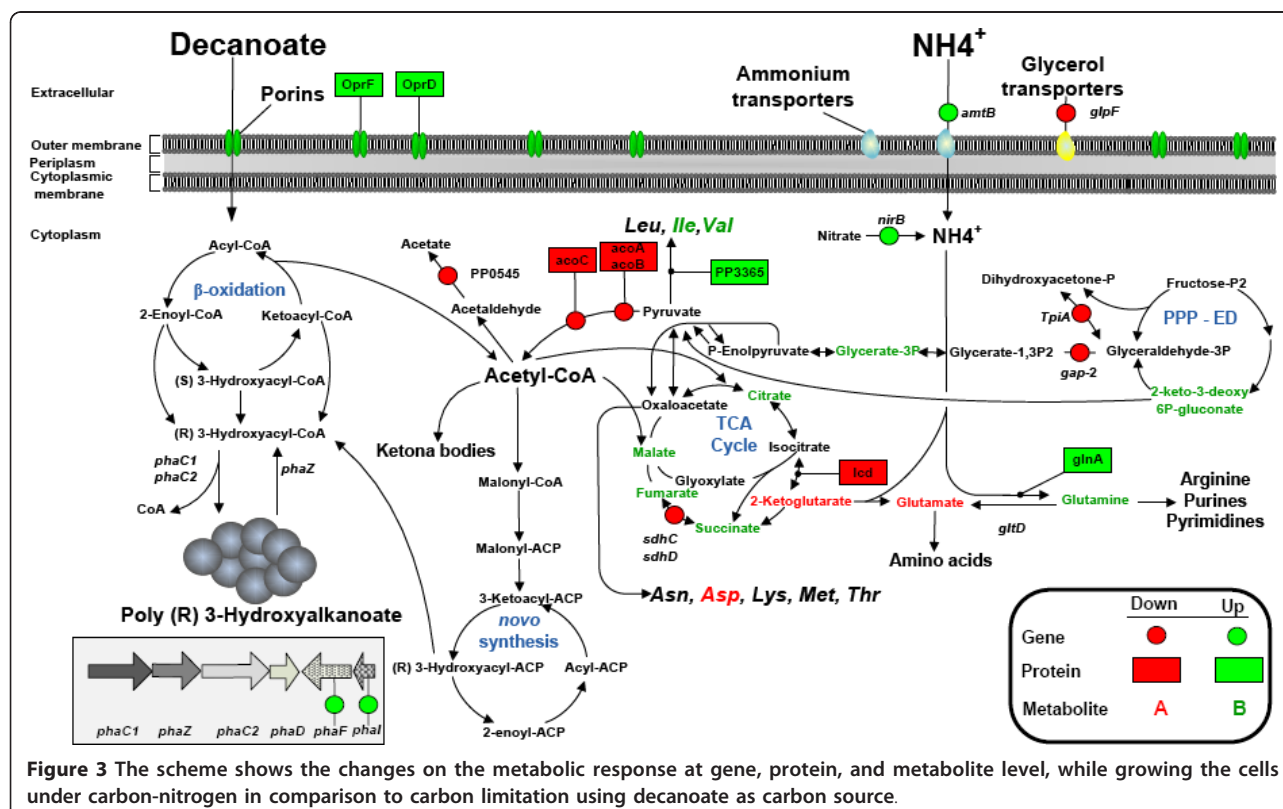 Decanoate
NH4+
Extracellular
Porins
OprF
OprD
Ammonium
transporters
Glycerol
transporters
amtB
glpF
Outer membrane
Periplasm
Cytoplasmic
membrane
Cytoplasm
Acyl-CoA
β-oxidation
2-Enoyl-CoA
Ketoacyl-CoA
(S) 3-Hydroxyacyl-CoA
(R) 3-Hydroxyacyl-CoA
phaC1
phaC2
phaZ
CoA
Poly (R) 3-Hydroxyalkanoate
phaC1
phaZ
phaC2
phaD
phaF
phaI
Acetate
PP0545
Acetaldehyde
acoC
acoA
acoB
Leu, Ile,Val
PP3365
Pyruvate
Acetyl-CoA
Ketona bodies
Malonyl-CoA
Malonyl-ACP
3-Ketoacyl-ACP
novo
synthesis
(R) 3-Hydroxyacyl-ACP
Acyl-ACP
2-enoyl-ACP
P-Enolpyruvate
Glycerate-3P
Glycerate-1,3P2
Oxaloacetate
Citrate
TCA
Cycle
Isocitrate
Malate
Glyoxylate
Icd
Fumarate
2-Ketoglutarate
Succinate
sdhC
sdhD
Asn, Asp, Lys, Met, Thr
Nitrate
nirB
NH4+
Dihydroxyacetone-P
Fructose-P2
TpiA
PPP - ED
Glyceraldehyde-3P
gap-2
2-keto-3-deoxy
6P-gluconate
glnA
Glutamate
Glutamine
gltD
Amino acids
Arginine
Purines
Pyrimidines
Down
Up
Gene
Protein
Metabolite
A
B
Figure 3 The scheme shows the changes on the metabolic response at gene, protein, and metabolite level, while growing the cells
under carbon-nitrogen in comparison to carbon limitation using decanoate as carbon source.